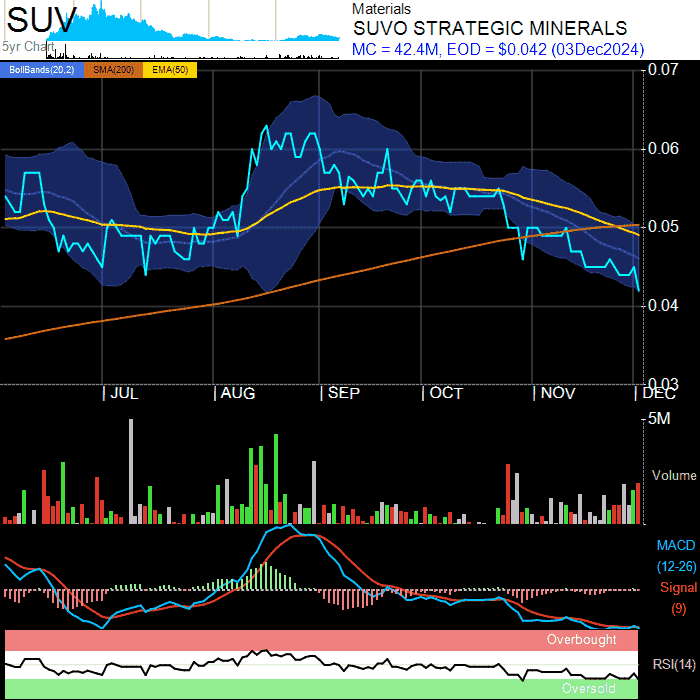 SUV
5yr Chart
Materials
SUVO STRATEGIC MINERALS
MC = 42.4M, EOD = $0.042 (03Dec2024)
BollBands(20,2) SMA(200) EMA(50)
0.07
0.06
0.05
0.04
0.03
| JUL | AUG | SEP | OCT | NOV | DEC
5M
Volume
MACD
(12-26)
Signal
(9)
Overbought
RSI(14)
Oversold